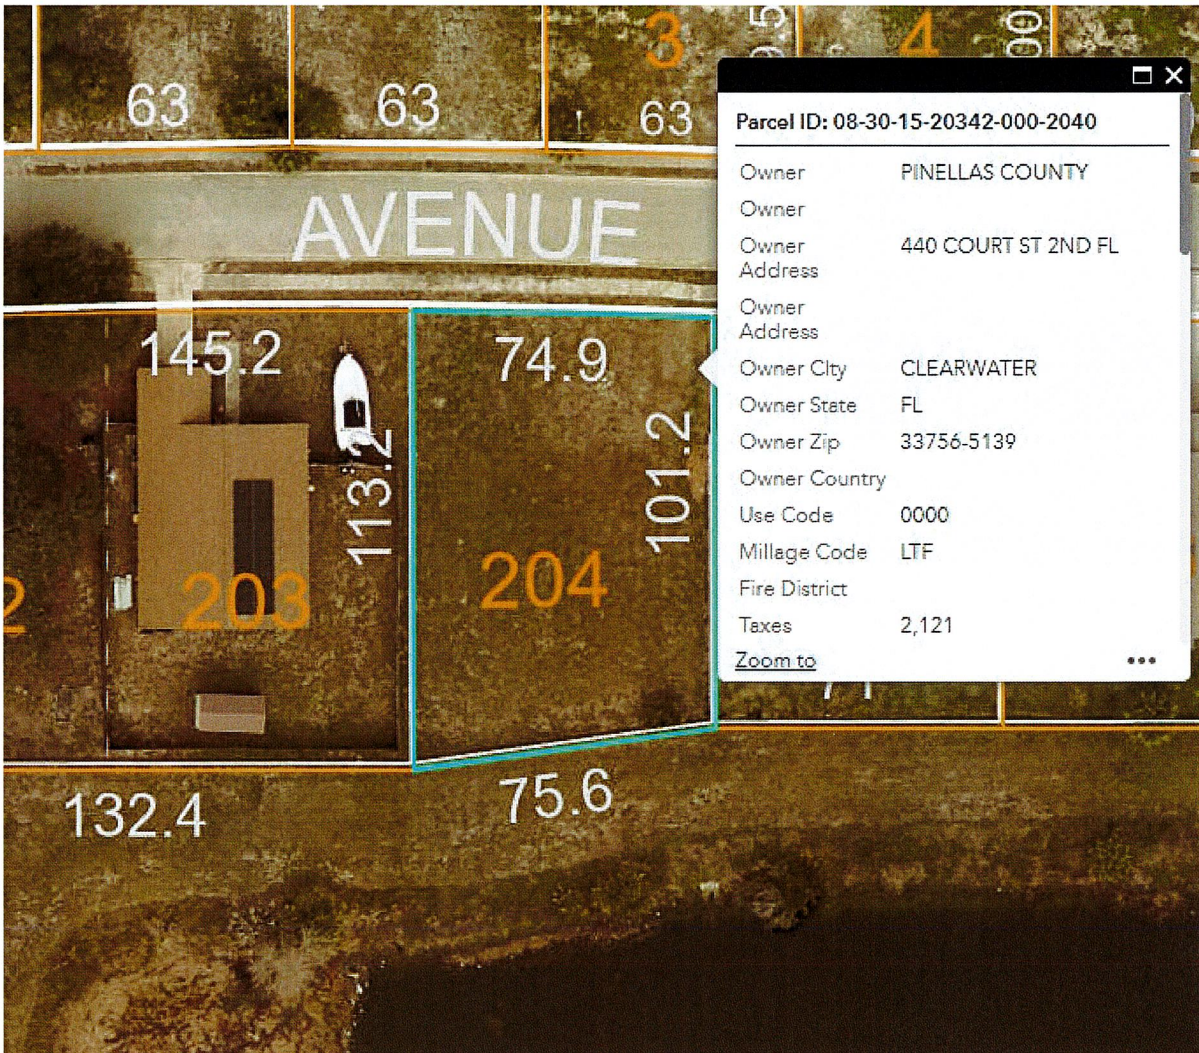 3
4
00
63
63
63
AVENUE
145.2
74.9
113.2
101.2
203
204
132.4
75.6
Parcel ID: 08-30-15-20342-000-2040
Owner PINELLAS COUNTY
Owner
Owner Address 440 COURT ST 2ND FL
Owner Address
Owner City CLEARWATER
Owner State FL
Owner Zip 33756-5139
Owner Country
Use Code 0000
Millage Code LTF
Fire District
Taxes 2,121
Zoom to